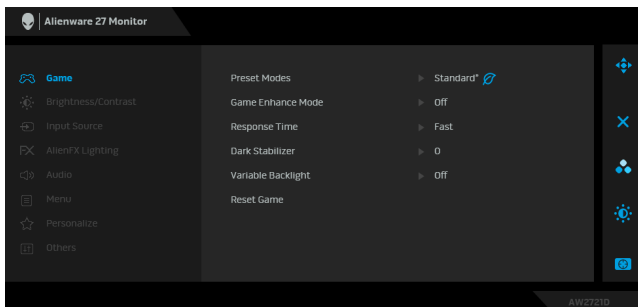 Alienware 27 Monitor
Game
Brightness/Contrast
Input Source
FX AlienFX Lighting
Audio
Menu
Personalize
Others
Preset Modes Standard*
Game Enhance Mode Off
Response Time Fast
Dark Stabilizer 0
Variable Backlight Off
Reset Game
AW2721D